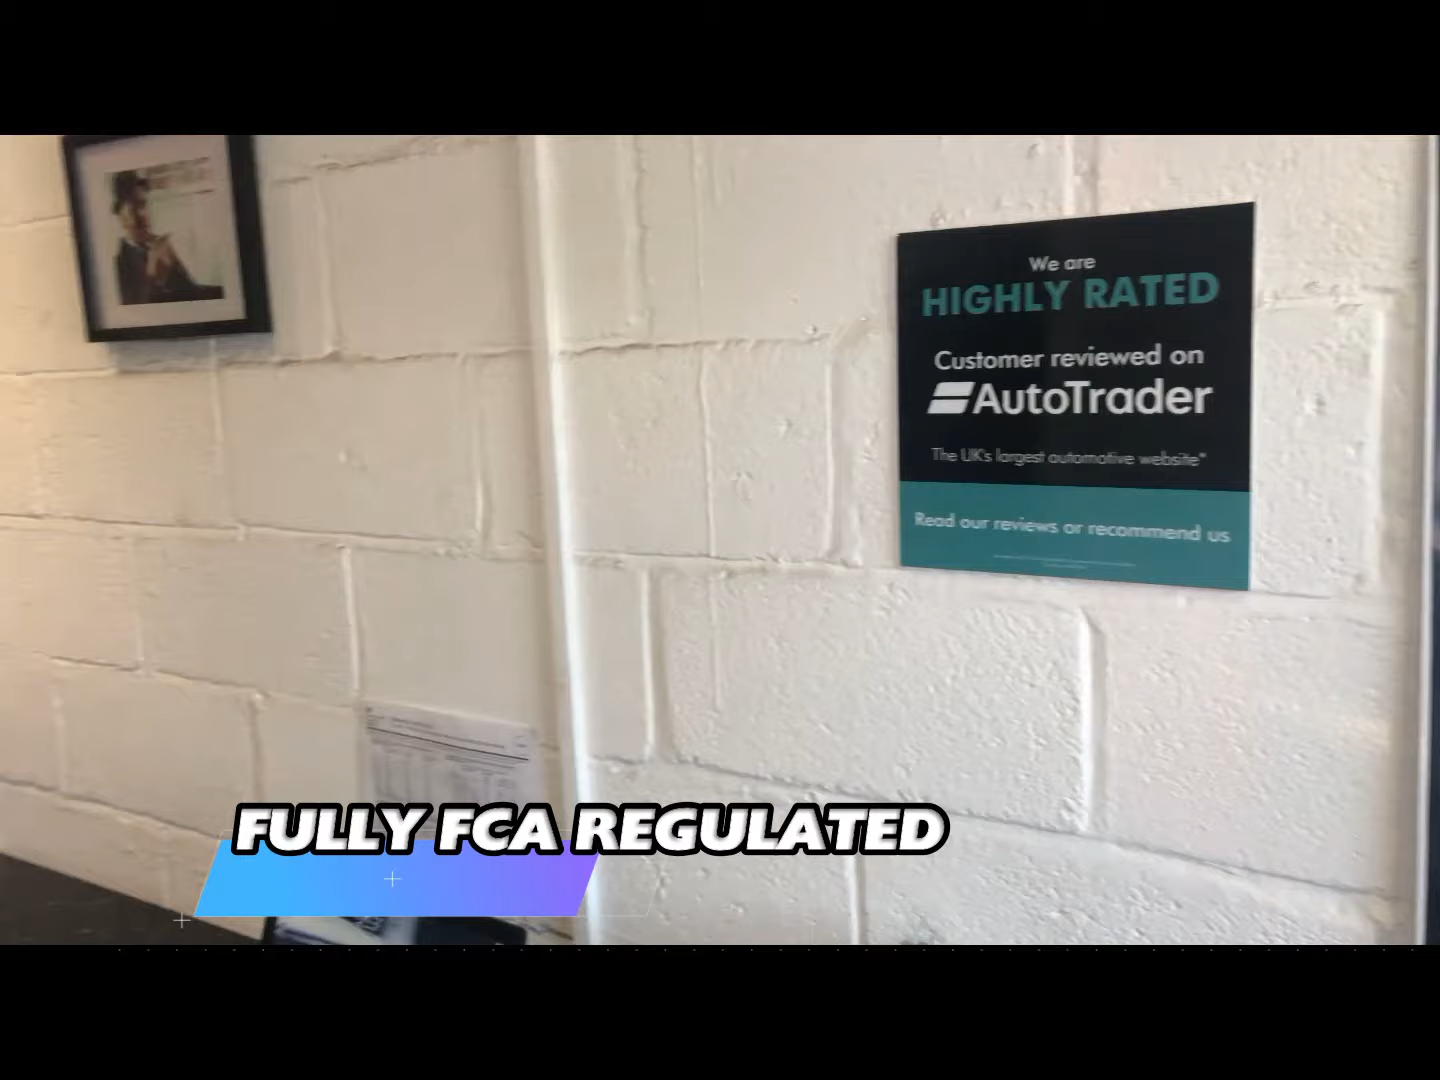 We are
HIGHLY RATED
Customer reviewed on
AutoTrader
The UK's largest automotive website*
Read our reviews or recommend us
FULLY FCA REGULATED